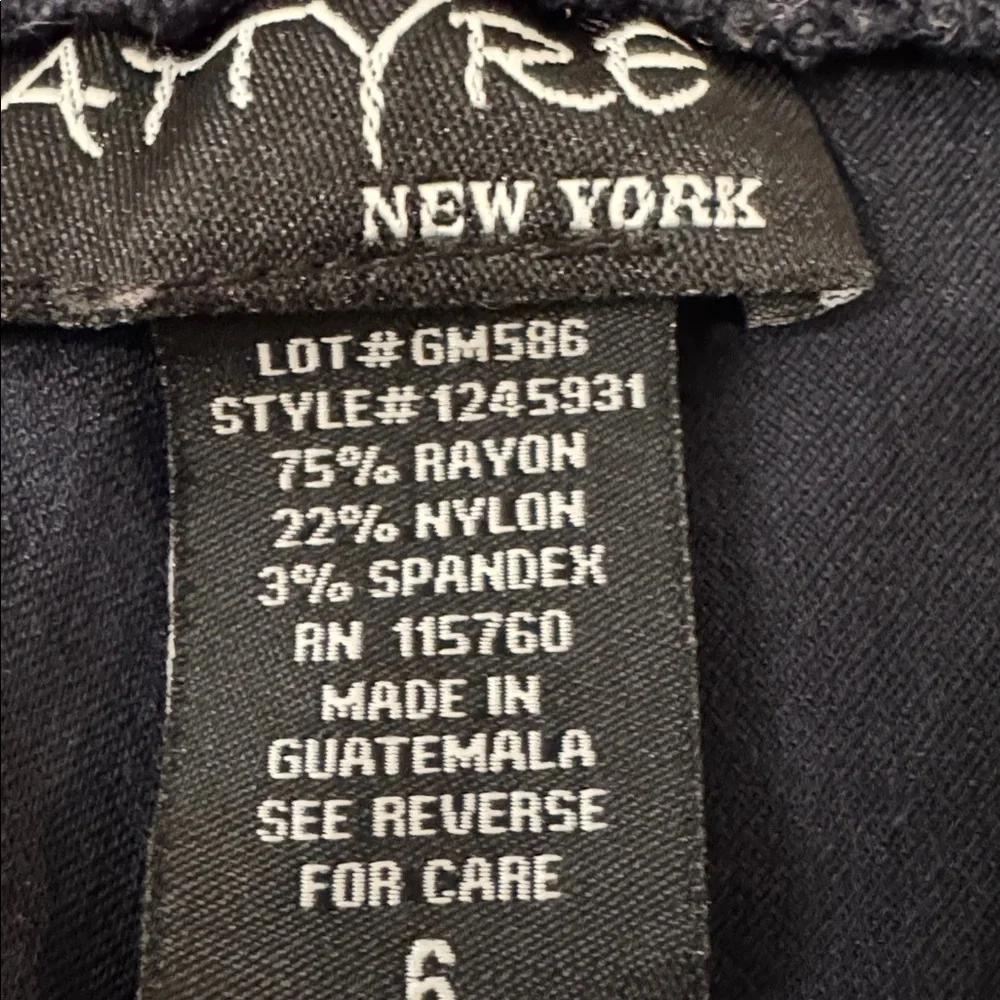 NEW YORK
LOT#GM586
STYLE#1245931
75% RAYON
22% NYLON
3% SPANDEX
RN 115760
MADE IN
GUATEMALA
SEE REVERSE
FOR CARE
6